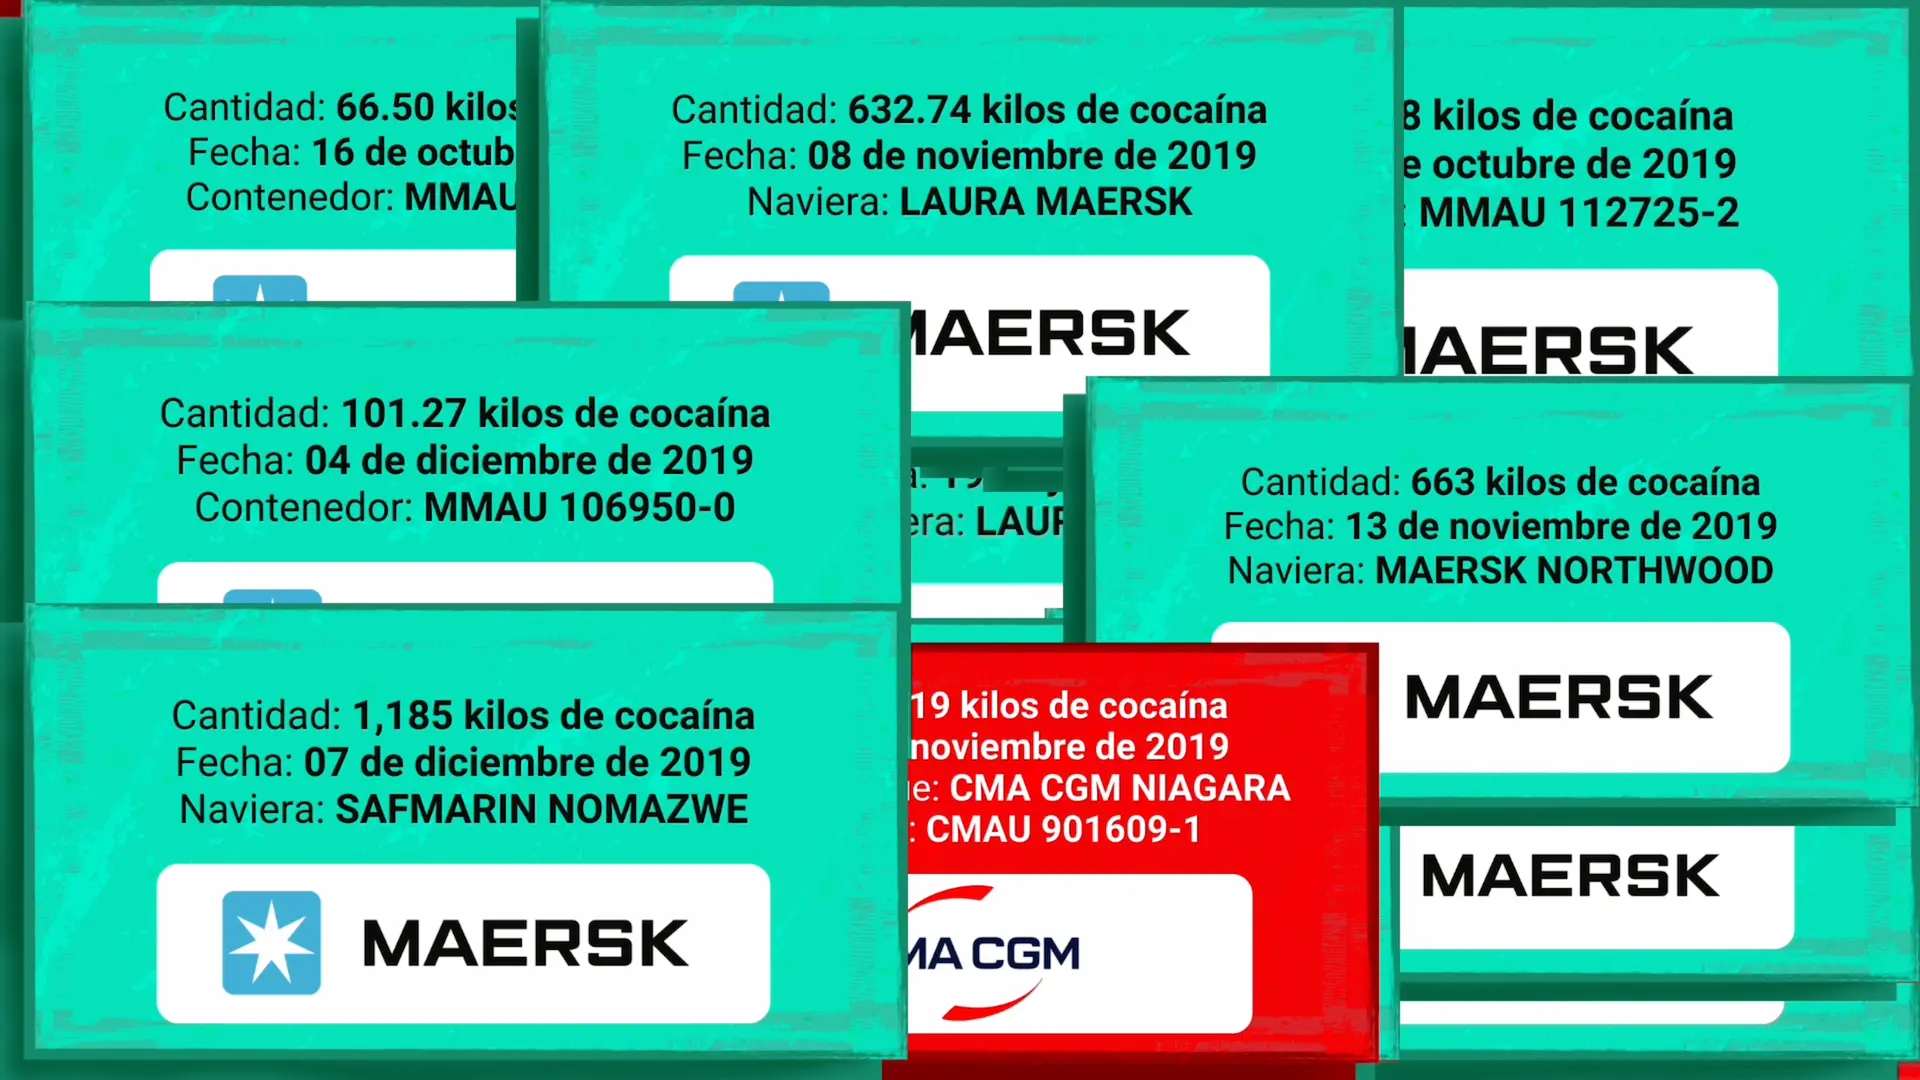 Cantidad: 66.50 kilos
Fecha: 16 de octub
Contenedor: MMAU
Cantidad: 632.74 kilos de cocaína
Fecha: 08 de noviembre de 2019
Naviera: LAURA MAERSK
MAERSK
8 kilos de cocaína
e octubre de 2019
: MMAU 112725-2
MAERSK
Cantidad: 101.27 kilos de cocaína
Fecha: 04 de diciembre de 2019
Contenedor: MMAU 106950-0
era: LAUR
Cantidad: 663 kilos de cocaína
Fecha: 13 de noviembre de 2019
Naviera: MAERSK NORTHWOOD
MAERSK
Cantidad: 1,185 kilos de cocaína
Fecha: 07 de diciembre de 2019
Naviera: SAFMARIN NOMAZWE
MAERSK
19 kilos de cocaína
noviembre de 2019
e: CMA CGM NIAGARA
: CMAU 901609-1
MA CGM
MAERSK